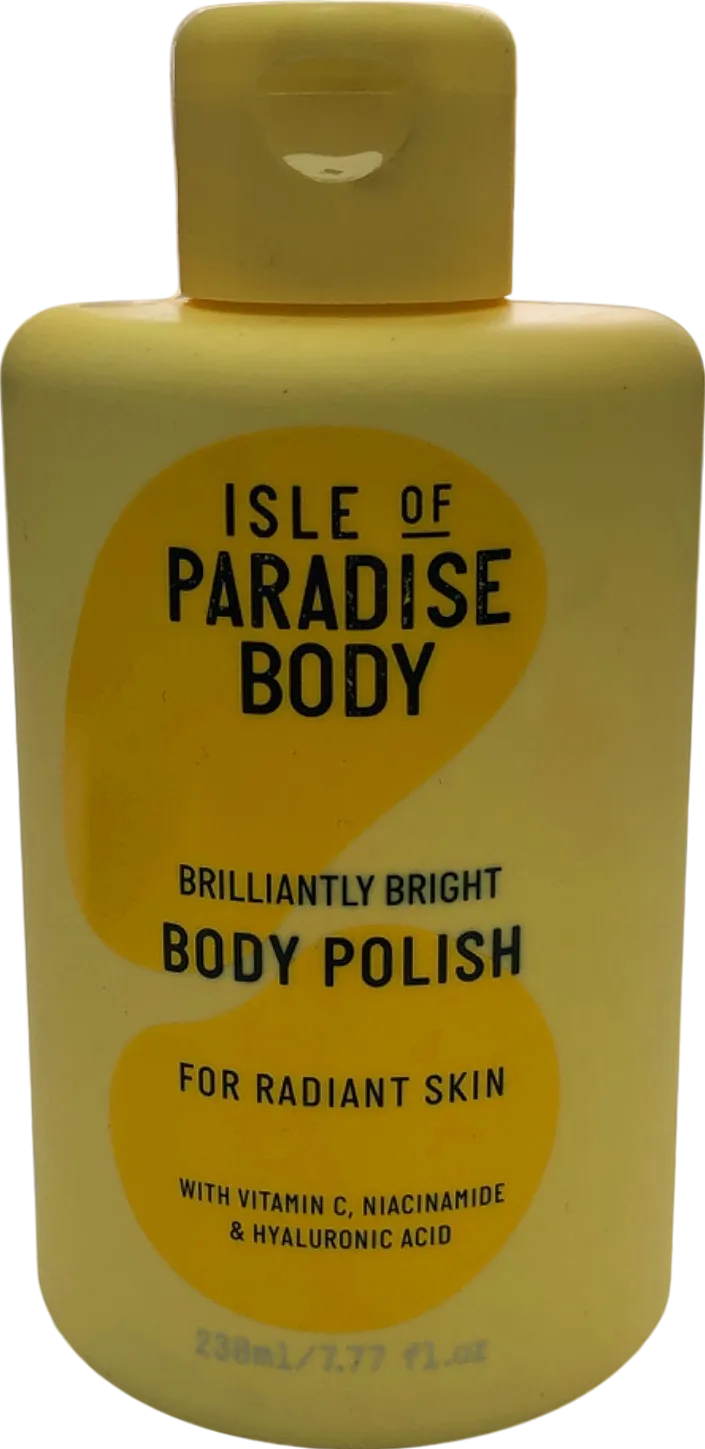 ISLE OF
PARADISE
BODY
BRILLIANTLY BRIGHT
BODY POLISH
FOR RADIANT SKIN
WITH VITAMIN C, NIACINAMIDE
& HYALURONIC ACID
7.77 fl.oz